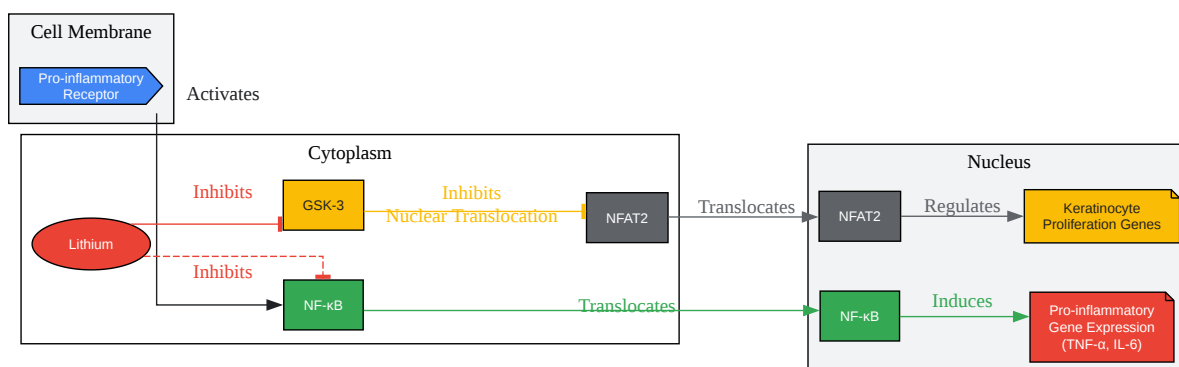 Cell Membrane
Pro-inflammatory
Receptor
Activates
Cytoplasm
Nucleus
Inhibits
GSK-3
Inhibits
Nuclear Translocation
NFAT2
Translocates
NFAT2
Regulates
Keratinocyte
Proliferation Genes
Lithium
Inhibits
NF-κB
Translocates
NF-κB
Induces
Pro-inflammatory
Gene Expression
(TNF-α, IL-6)